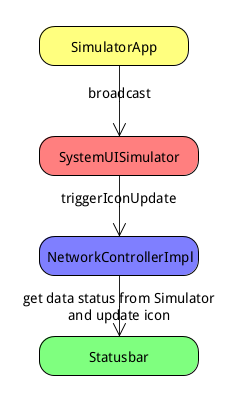 SimulatorApp
broadcast
SystemUISimulator
triggerIconUpdate
NetworkControllerImpl
get data status from Simulator
and update icon
Statusbar